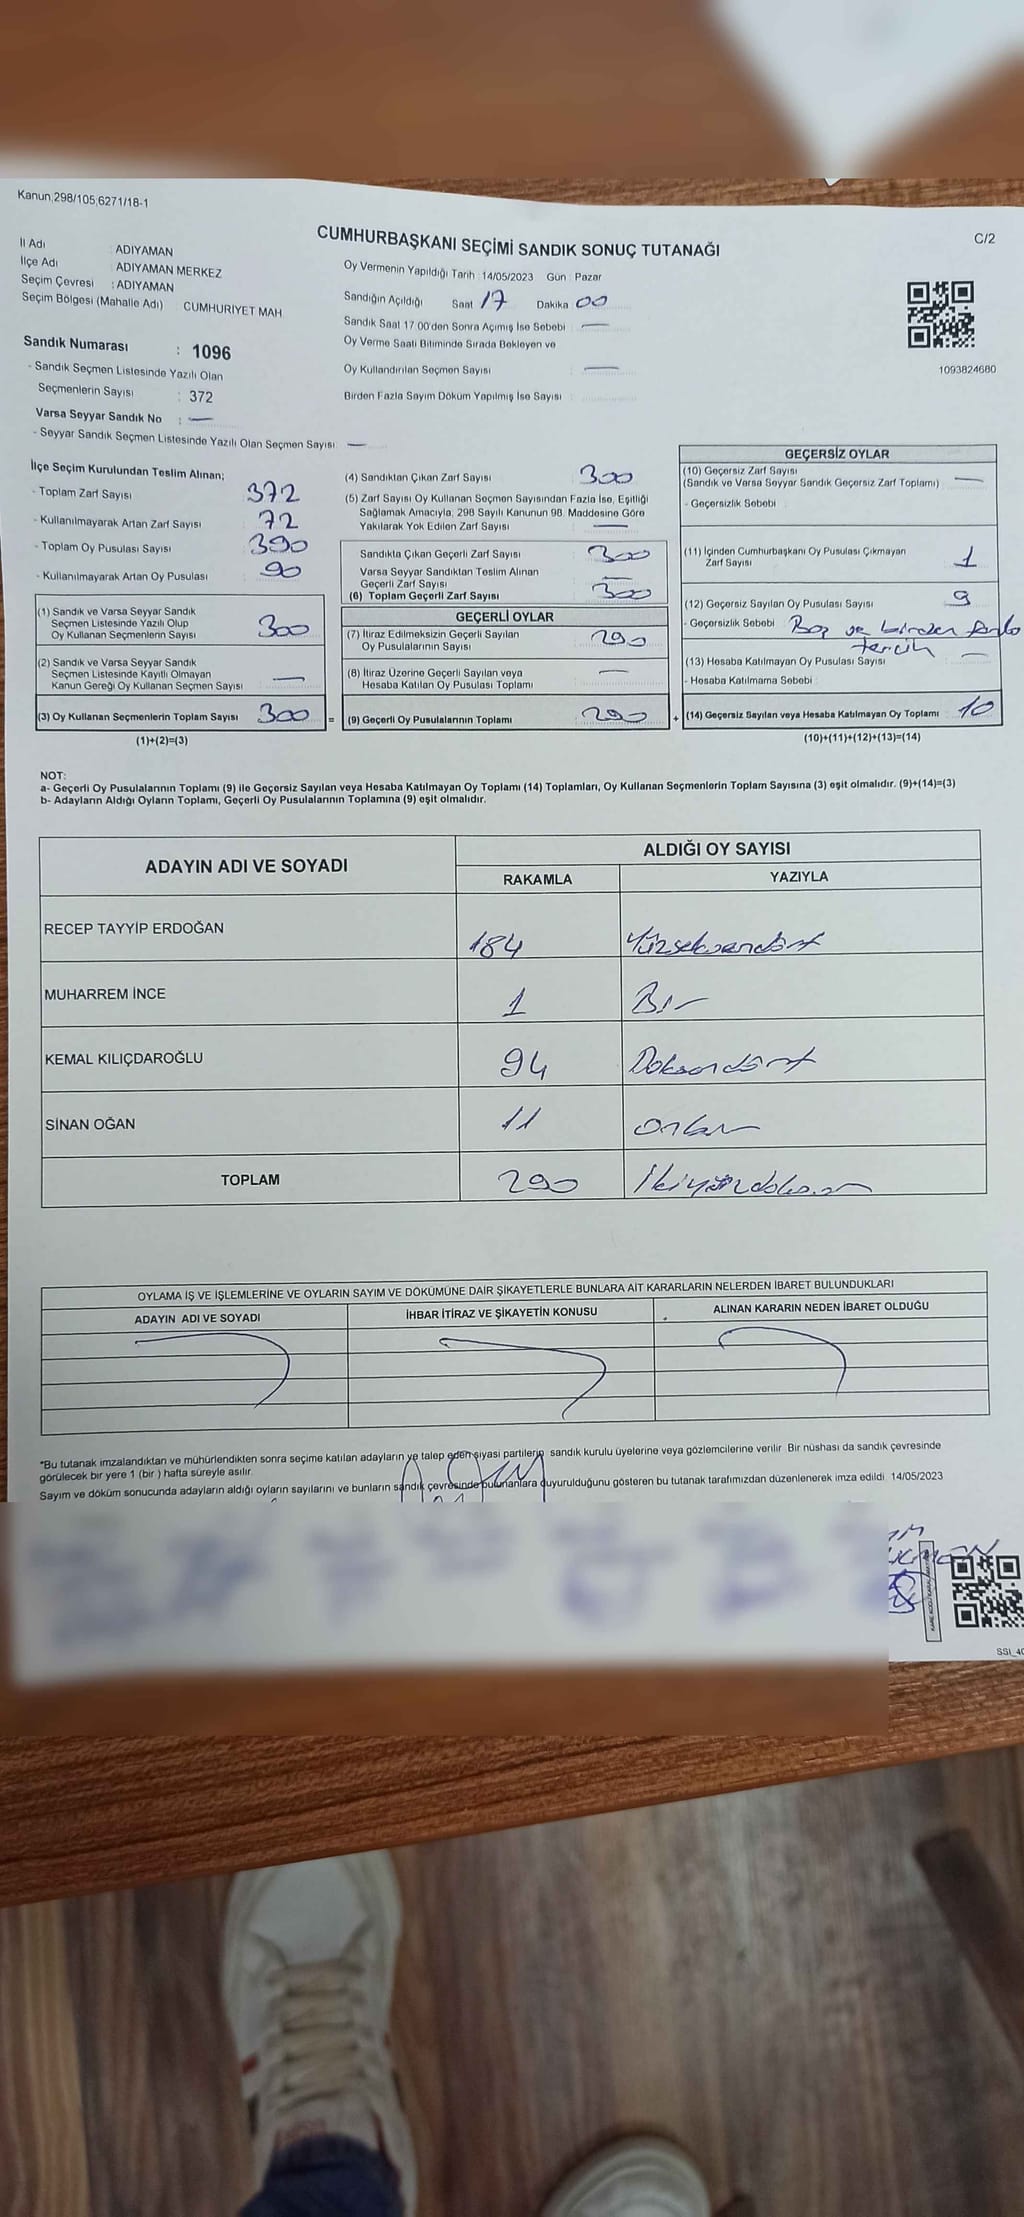 Kanun;298/105,6271/18-1
CUMHURBAŞKANI SEÇİMİ SANDIK SONUÇ TUTANAĞI
C/2
İl Adı ADIYAMAN
İlçe Adı ADIYAMAN MERKEZ
Seçim Çevresi : ADIYAMAN
Seçim Bölgesi (Mahalle Adı) CUMHURİYET MAH
Sandık Numarası : 1096
- Sandık Seçmen Listesinde Yazılı Olan
Seçmenlerin Sayısı : 372
Varsa Seyyar Sandık No : —
- Seyyar Sandık Seçmen Listesinde Yazılı Olan Seçmen Sayısı —
Oy Vermenin Yapıldığı Tarih : 14/05/2023 Gün : Pazar
Sandığın Açıldığı Saat 17 Dakika 00
Sandık Saat 17 00'den Sonra Açımış İse Sebebi : —
Oy Verme Saati Bitiminde Sırada Bekleyen ve
Oy Kullandırılan Seçmen Sayısı : —
Birden Fazla Sayım Döküm Yapılmış İse Sayısı :
1093824680
İlçe Seçim Kurulundan Teslim Alınan;
- Toplam Zarf Sayısı 372
- Kullanılmayarak Artan Zarf Sayısı 72
- Toplam Oy Pusulası Sayısı 390
- Kullanılmayarak Artan Oy Pusulası 90
(1) Sandık ve Varsa Seyyar Sandık
Seçmen Listesinde Yazılı Olup
Oy Kullanan Seçmenlerin Sayısı 300
(2) Sandık ve Varsa Seyyar Sandık
Seçmen Listesinde Kayıtlı Olmayan
Kanun Gereği Oy Kullanan Seçmen Sayısı —
(3) Oy Kullanan Seçmenlerin Toplam Sayısı 300 =
(1)+(2)=(3)
(4) Sandıktan Çıkan Zarf Sayısı 300
(5) Zarf Sayısı Oy Kullanan Seçmen Sayısından Fazla İse, Eşitliği
Sağlamak Amacıyla, 298 Sayılı Kanunun 98. Maddesine Göre
Yakılarak Yok Edilen Zarf Sayısı —
Sandıkta Çıkan Geçerli Zarf Sayısı 300
Varsa Seyyar Sandıktan Teslim Alınan
Geçerli Zarf Sayısı —
(6) Toplam Geçerli Zarf Sayısı 300
GEÇERLİ OYLAR
(7) İtiraz Edilmeksizin Geçerli Sayılan
Oy Pusulalarının Sayısı 290
(8) İtiraz Üzerine Geçerli Sayılan veya
Hesaba Katılan Oy Pusulası Toplamı —
(9) Geçerli Oy Pusulalarının Toplamı 290 +
GEÇERSİZ OYLAR
(10) Geçersiz Zarf Sayısı
(Sandık ve Varsa Seyyar Sandık Geçersiz Zarf Toplamı) —
- Geçersizlik Sebebi
(11) İçinden Cumhurbaşkanı Oy Pusulası Çıkmayan
Zarf Sayısı 1
(12) Geçersiz Sayılan Oy Pusulası Sayısı 9
- Geçersizlik Sebebi Boş ve birden fazla
tercih
(13) Hesaba Katılmayan Oy Pusulası Sayısı —
- Hesaba Katılmama Sebebi
(14) Geçersiz Sayılan veya Hesaba Katılmayan Oy Toplamı 10
(10)+(11)+(12)+(13)=(14)
NOT:
a- Geçerli Oy Pusulalarının Toplamı (9) ile Geçersiz Sayılan veya Hesaba Katılmayan Oy Toplamı (14) Toplamları, Oy Kullanan Seçmenlerin Toplam Sayısına (3) eşit olmalıdır. (9)+(14)=(3)
b- Adayların Aldığı Oyların Toplamı, Geçerli Oy Pusulalarının Toplamına (9) eşit olmalıdır.
ADAYIN ADI VE SOYADI ALDIĞI OY SAYISI
RAKAMLA YAZIYLA
RECEP TAYYİP ERDOĞAN 184 Yüzseksendört
MUHARREM İNCE 1 Bir
KEMAL KILIÇDAROĞLU 94 Doksandört
SİNAN OĞAN 11 Onbir
TOPLAM 290 İkiyüzdoksan
OYLAMA İŞ VE İŞLEMLERİNE VE OYLARIN SAYIM VE DÖKÜMÜNE DAİR ŞİKAYETLERLE BUNLARA AİT KARARLARIN NELERDEN İBARET BULUNDUKLARI
ADAYIN ADI VE SOYADI İHBAR İTİRAZ VE ŞİKAYETİN KONUSU ALINAN KARARIN NEDEN İBARET OLDUĞU
*Bu tutanak imzalandıktan ve mühürlendikten sonra seçime katılan adayların ve talep eden siyasi partilerin sandık kurulu üyelerine veya gözlemcilerine verilir Bir nüshası da sandık çevresinde
görülecek bir yere 1 (bir ) hafta süreyle asılır.
Sayım ve döküm sonucunda adayların aldığı oyların sayılarını ve bunların sandık çevresinde bulunanlara duyurulduğunu gösteren bu tutanak tarafımızdan düzenlenerek imza edildi 14/05/2023